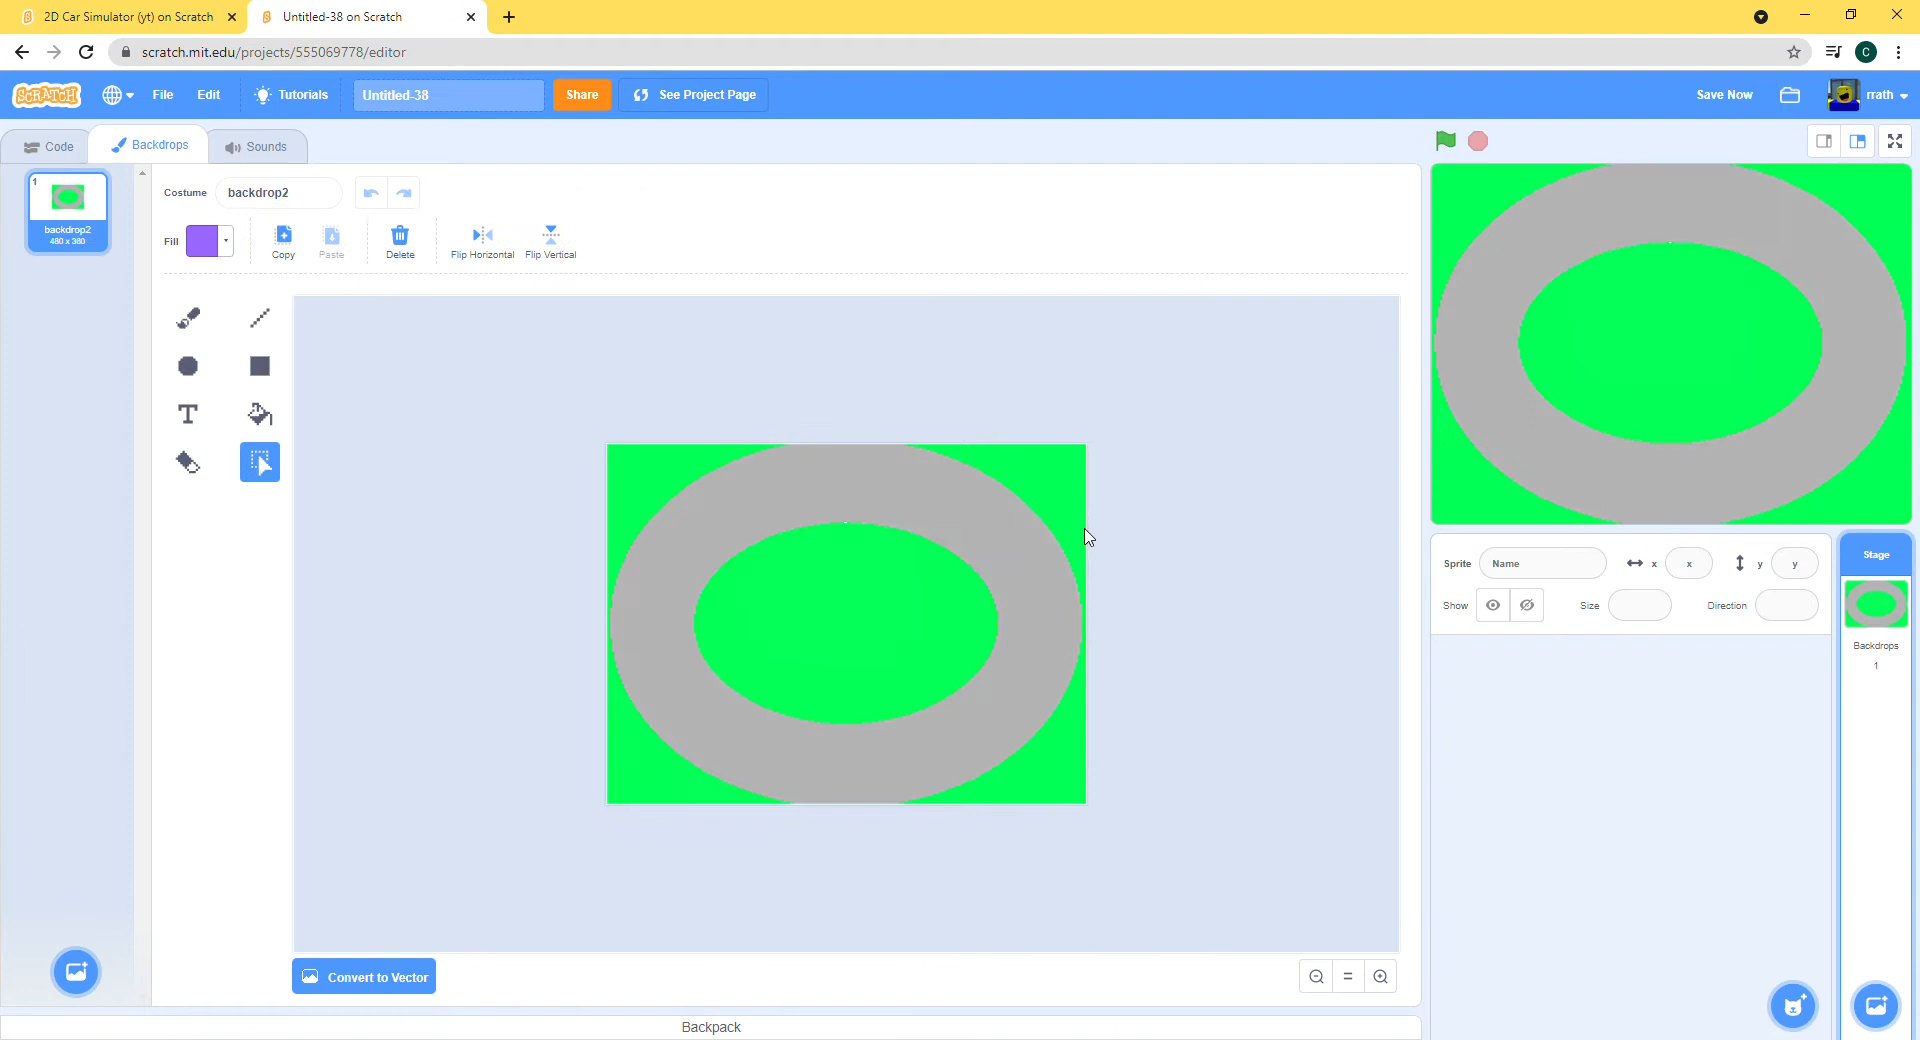 2D Car Simulator (yt) on Scratch
Untitled-38 on Scratch
scratch.mit.edu/projects/555069778/editor
C
SCRATCH
File
Edit
Tutorials
Untitled-38
Share
See Project Page
Save Now
rrath
Code
Backdrops
Sounds
1
backdrop2
480 x 360
Costume
backdrop2
Fill
Copy
Paste
Delete
Flip Horizontal
Flip Vertical
T
Convert to Vector
Backpack
Sprite
Name
x
x
y
y
Show
Size
Direction
Stage
Backdrops
1